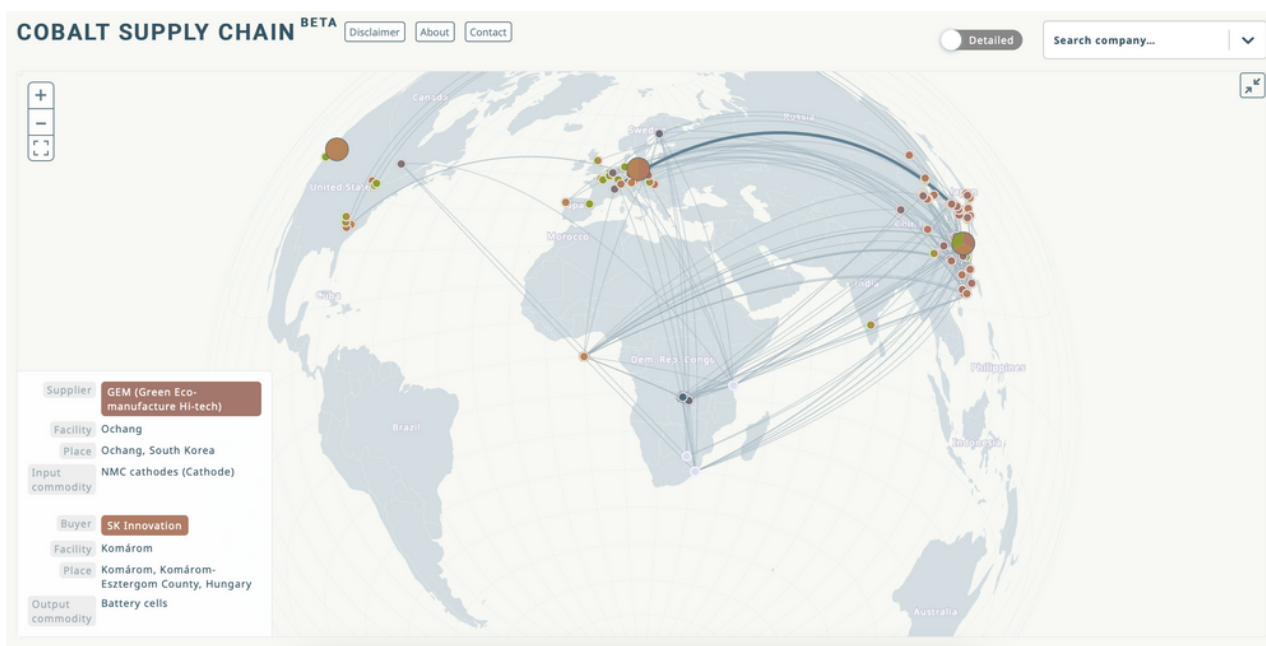 COBALT SUPPLY CHAIN BETA
Disclaimer
About
Contact
Detailed
Search company...
+
−
Canada
Russia
United State
Morocco
Cuba
India
Dem. Rep. Congo
Philippines
Brazil
Indonesia
Australia
Supplier
GEM (Green Eco-
manufacture Hi-tech)
Facility
Ochang
Place
Ochang, South Korea
Input
commodity
NMC cathodes (Cathode)
Buyer
SK Innovation
Facility
Komárom
Place
Komárom, Komárom-
Esztergom County, Hungary
Output
commodity
Battery cells